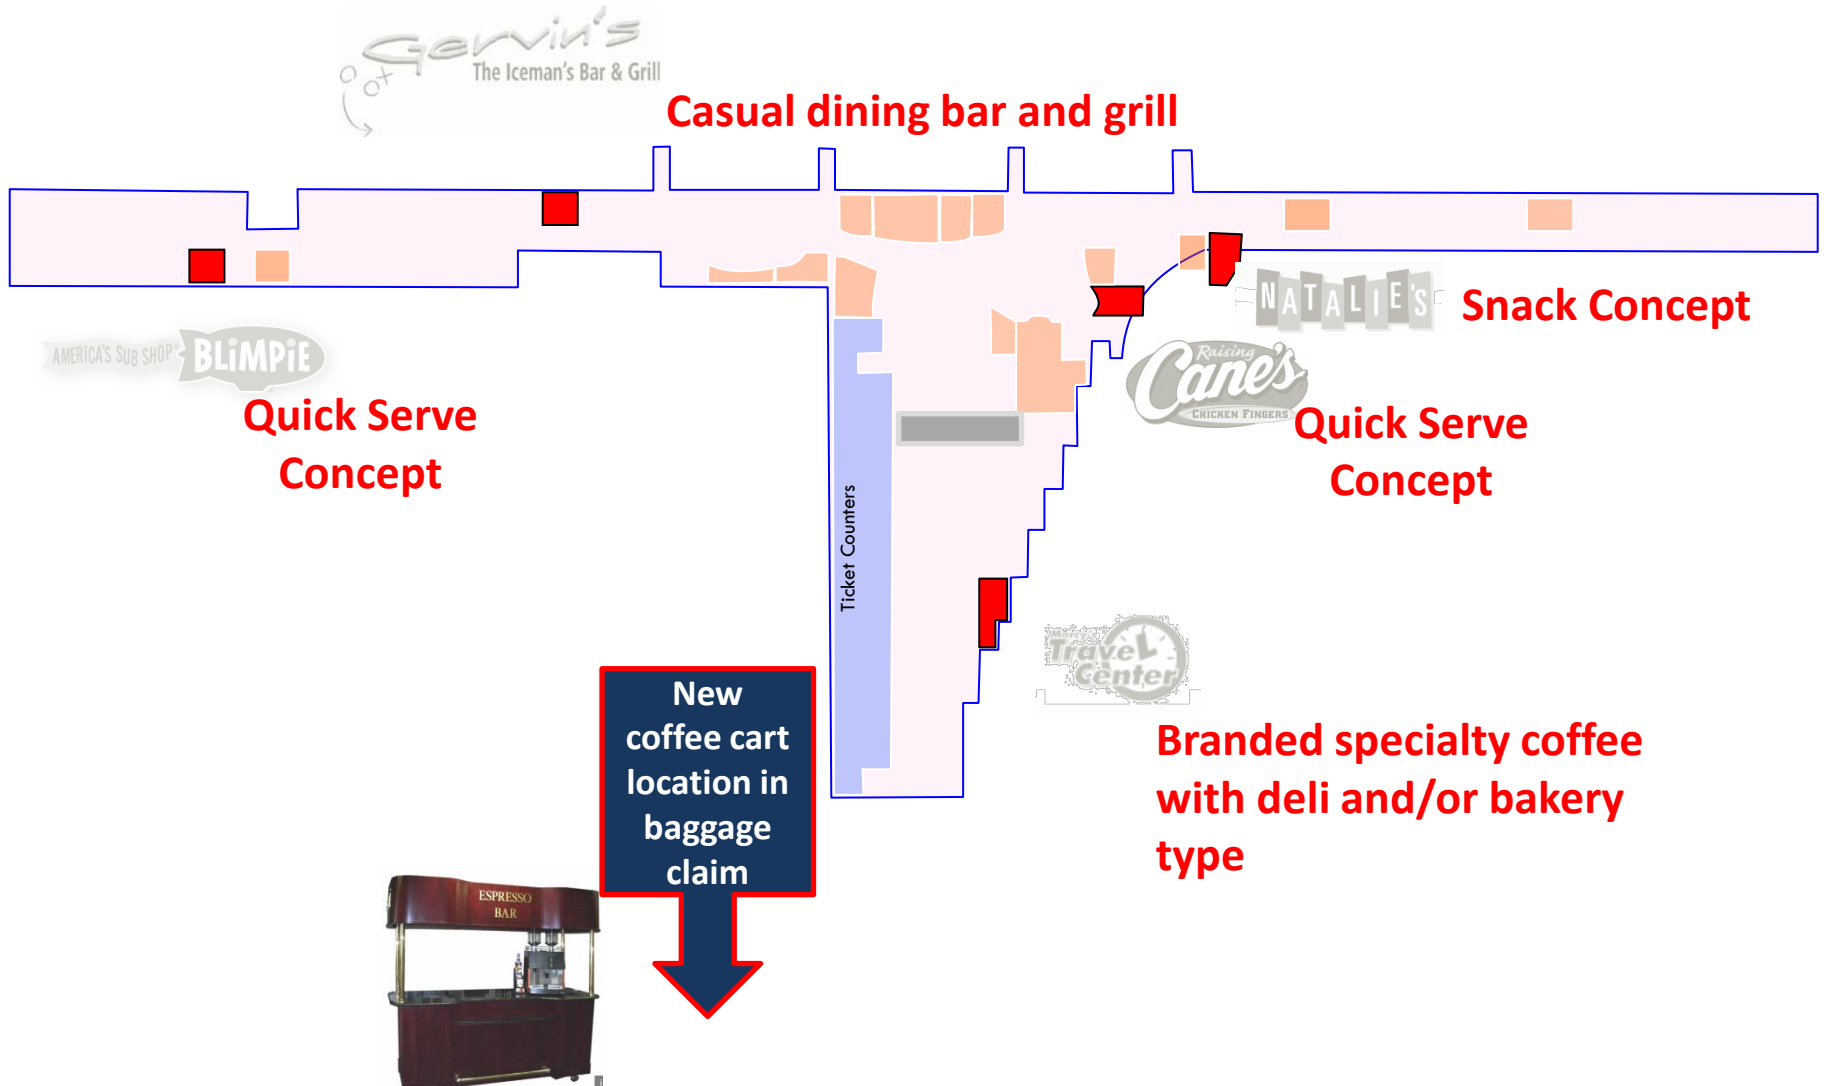 Gervin's
The Iceman's Bar & Grill
Casual dining bar and grill
NATALIE'S
Snack Concept
AMERICA'S SUB SHOP
BLiMPiE
Quick Serve
Concept
Raising
Cane's
CHICKEN FINGERS
Quick Serve
Concept
Ticket Counters
Travel
Center
New
coffee cart
location in
baggage
claim
Branded specialty coffee
with deli and/or bakery
type
ESPRESSO
BAR